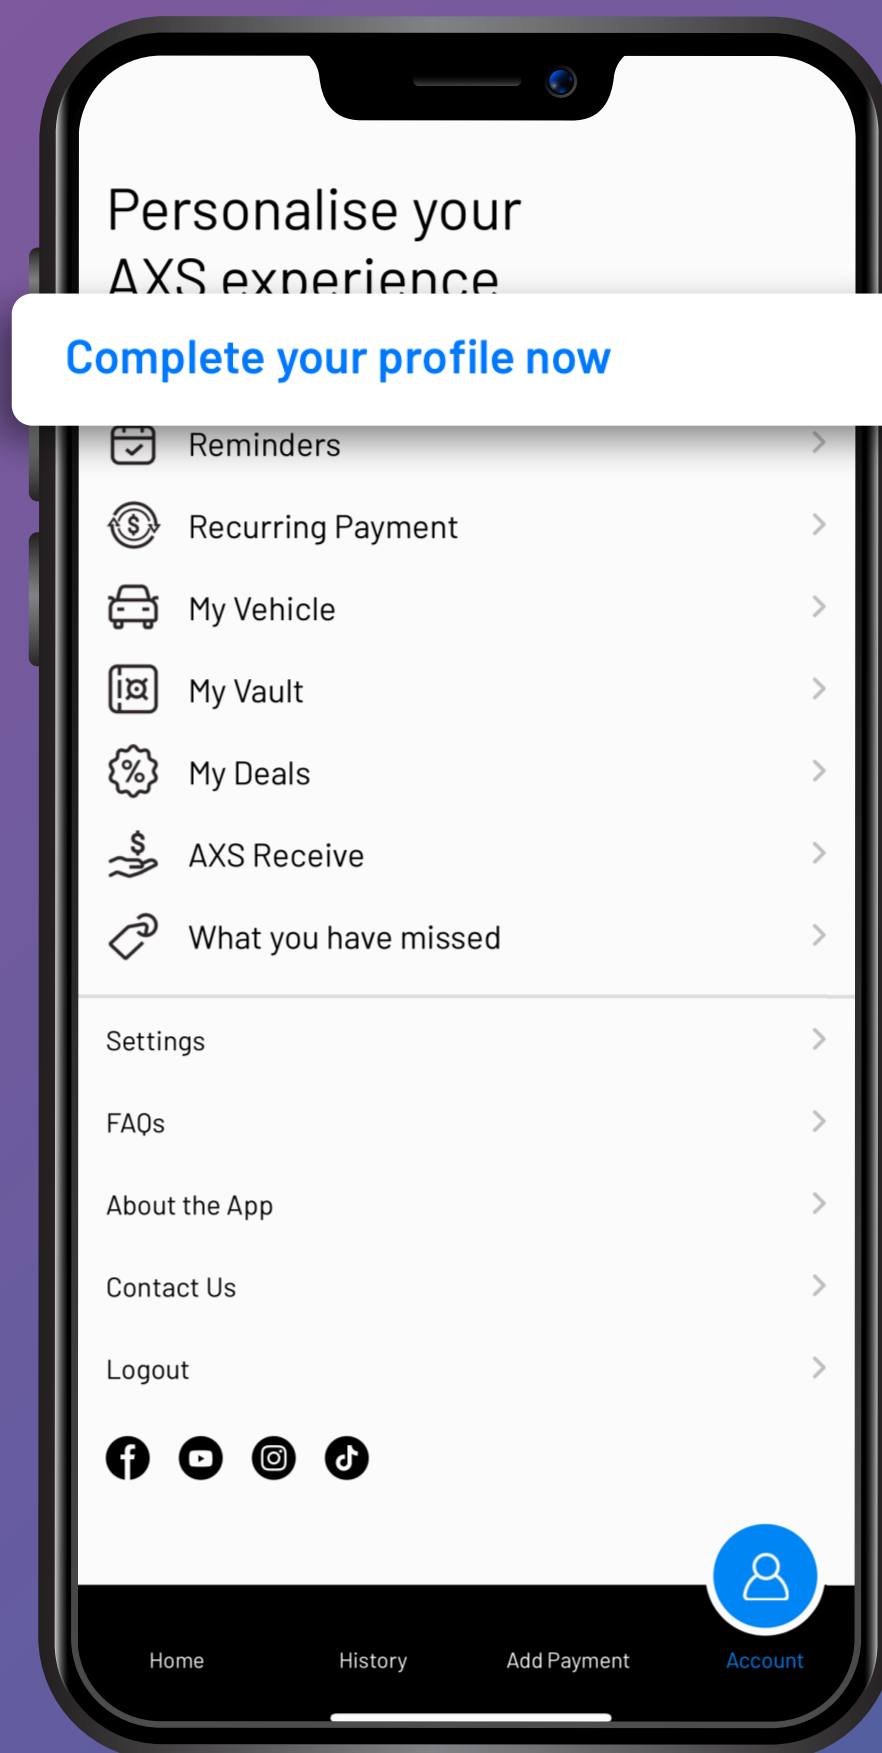 Personalise your
AXS experience
Complete your profile now
Reminders
Recurring Payment
My Vehicle
My Vault
My Deals
AXS Receive
What you have missed
Settings
FAQs
About the App
Contact Us
Logout
Home History Add Payment Account